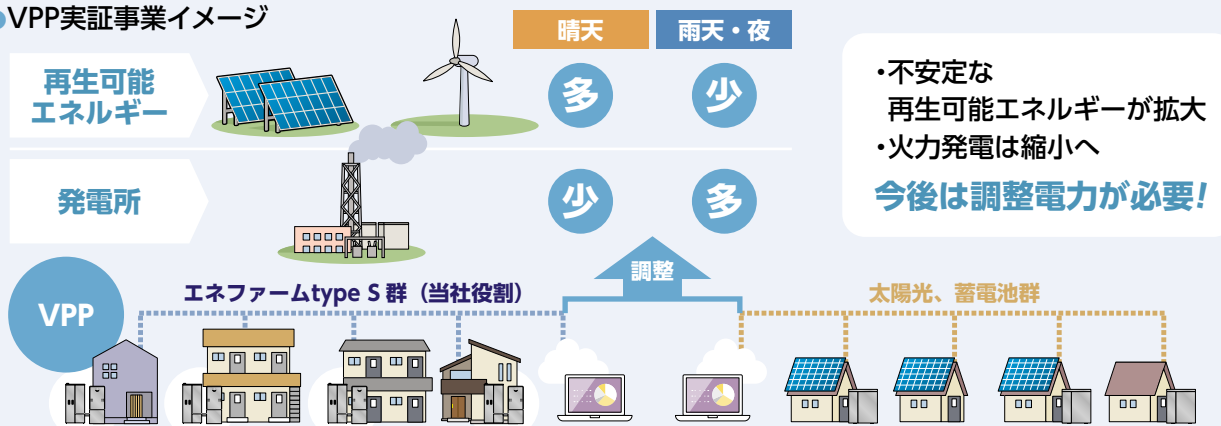 VPP実証事業イメージ
晴天
雨天・夜
再生可能
エネルギー
多
少
発電所
少
多
・不安定な
再生可能エネルギーが拡大
・火力発電は縮小へ
今後は調整電力が必要!
調整
VPP
エネファームtype S 群（当社役割）
太陽光、蓄電池群